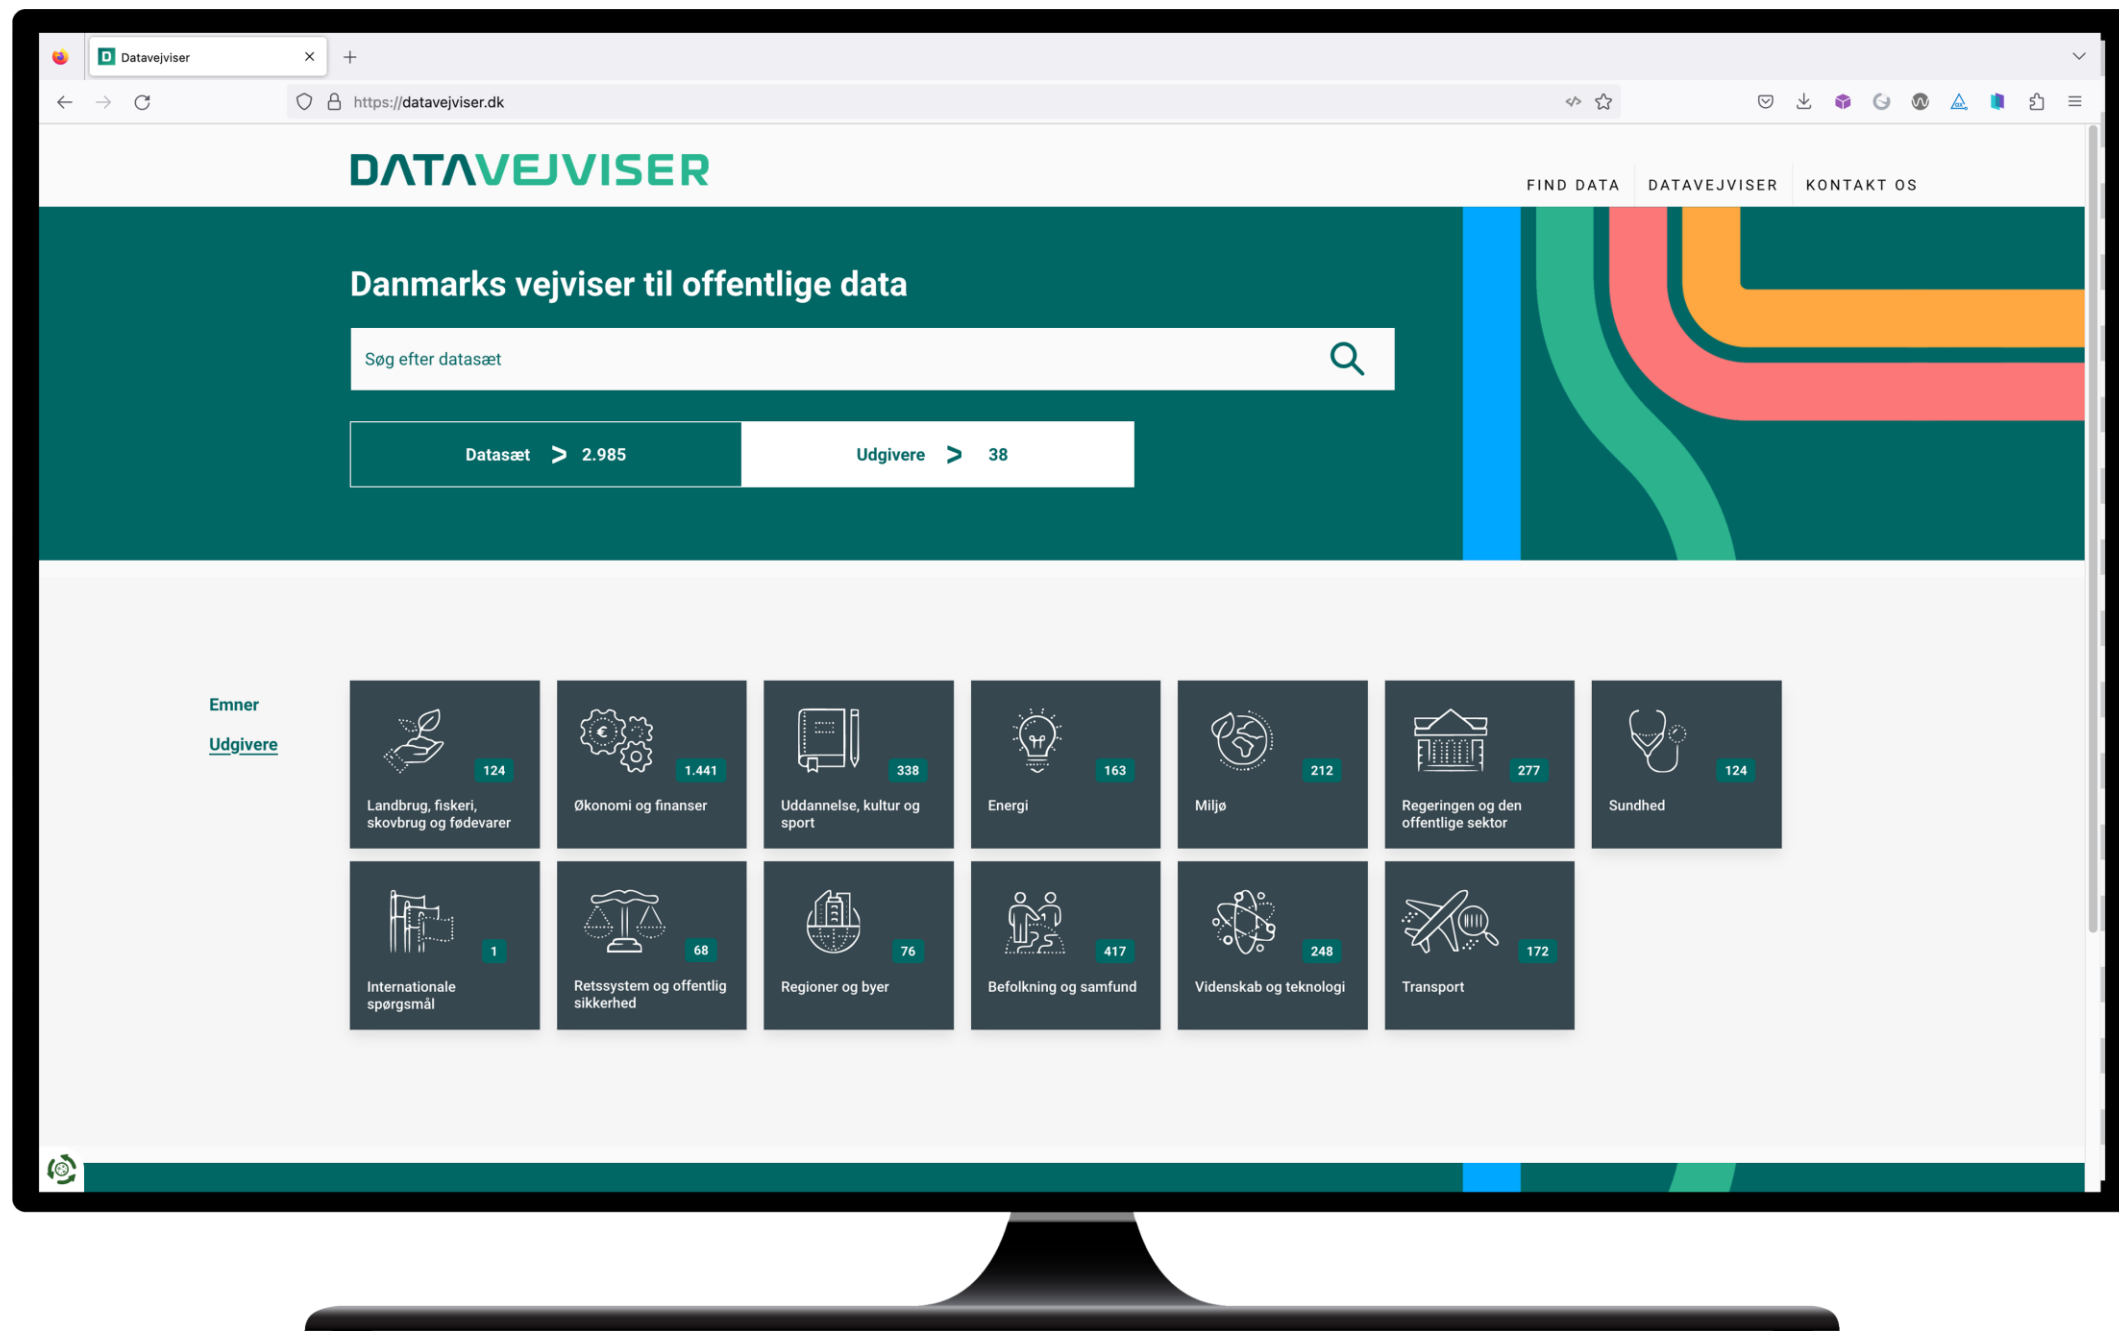 Datavejviser
https://datavejviser.dk
DATAVEJVISER
FIND DATA
DATAVEJVISER
KONTAKT OS
Danmarks vejviser til offentlige data
Søg efter datasæt
Datasæt > 2.985
Udgivere > 38
Emner
Udgivere
124
Landbrug, fiskeri,
skovbrug og fødevarer
1.441
Økonomi og finanser
338
Uddannelse, kultur og
sport
163
Energi
212
Miljø
277
Regeringen og den
offentlige sektor
124
Sundhed
1
Internationale
spørgsmål
68
Retssystem og offentlig
sikkerhed
76
Regioner og byer
417
Befolkning og samfund
248
Videnskab og teknologi
172
Transport